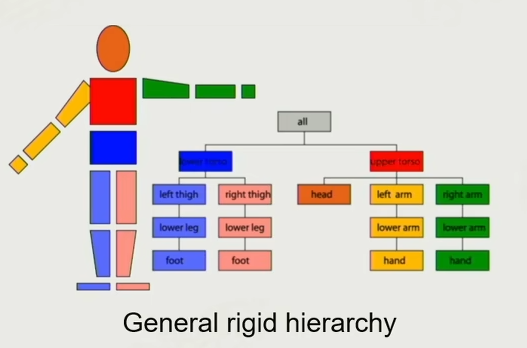 all
lower torso
upper torso
left thigh
right thigh
head
left arm
right arm
lower leg
lower leg
lower arm
lower arm
foot
foot
hand
hand
General rigid hierarchy